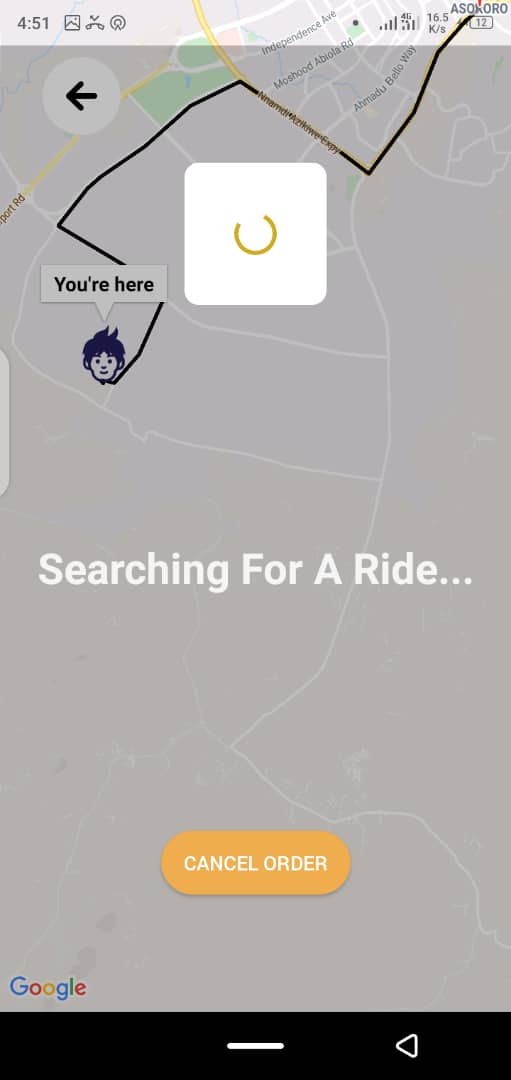 4:51
4G
16.5
K/s
12
ASOKORO
Independence Ave
Moshood Abiola Rd
Ahmadu Bello Way
Nnamdi Azikiwe Expy
port Rd
You're here
Searching For A Ride...
CANCEL ORDER
Google